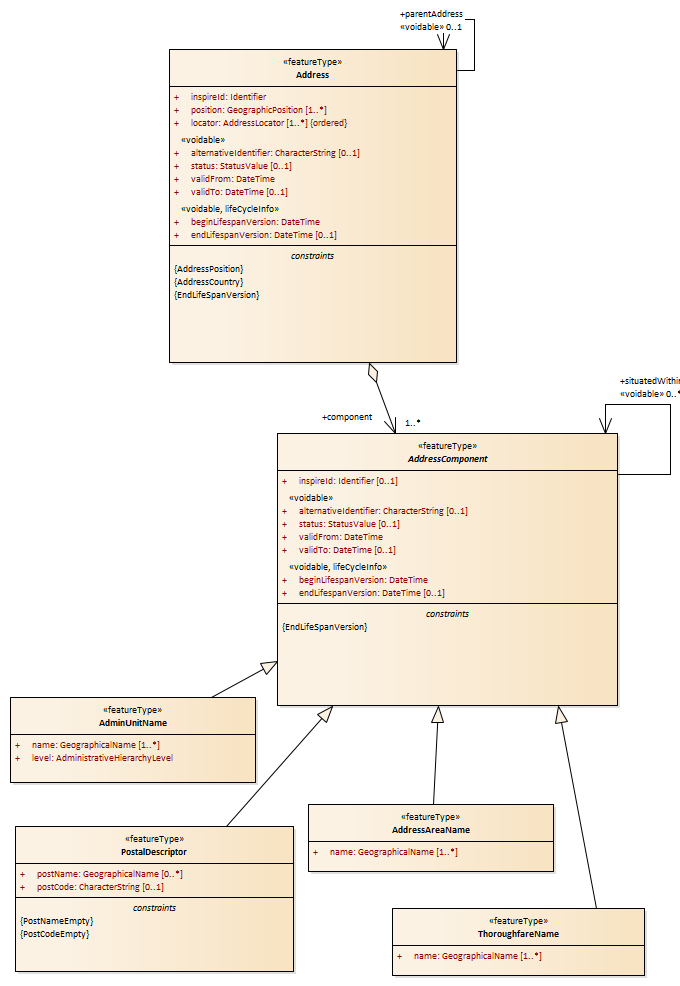 +parentAddress
«voidable» 0..1
«featureType»
Address
+ inspireId: Identifier
+ position: GeographicPosition [1..*]
+ locator: AddressLocator [1..*] {ordered}
«voidable»
+ alternativeIdentifier: CharacterString [0..1]
+ status: StatusValue [0..1]
+ validFrom: DateTime
+ validTo: DateTime [0..1]
«voidable, lifeCycleInfo»
+ beginLifespanVersion: DateTime
+ endLifespanVersion: DateTime [0..1]
constraints
{AddressPosition}
{AddressCountry}
{EndLifeSpanVersion}
+component
1..*
+situatedWithin
«voidable» 0..*
«featureType»
AddressComponent
+ inspireId: Identifier [0..1]
«voidable»
+ alternativeIdentifier: CharacterString [0..1]
+ status: StatusValue [0..1]
+ validFrom: DateTime
+ validTo: DateTime [0..1]
«voidable, lifeCycleInfo»
+ beginLifespanVersion: DateTime
+ endLifespanVersion: DateTime [0..1]
constraints
{EndLifeSpanVersion}
«featureType»
AdminUnitName
+ name: GeographicalName [1..*]
+ level: AdministrativeHierarchyLevel
«featureType»
PostalDescriptor
+ postName: GeographicalName [0..*]
+ postCode: CharacterString [0..1]
constraints
{PostNameEmpty}
{PostCodeEmpty}
«featureType»
AddressAreaName
+ name: GeographicalName [1..*]
«featureType»
ThoroughfareName
+ name: GeographicalName [1..*]